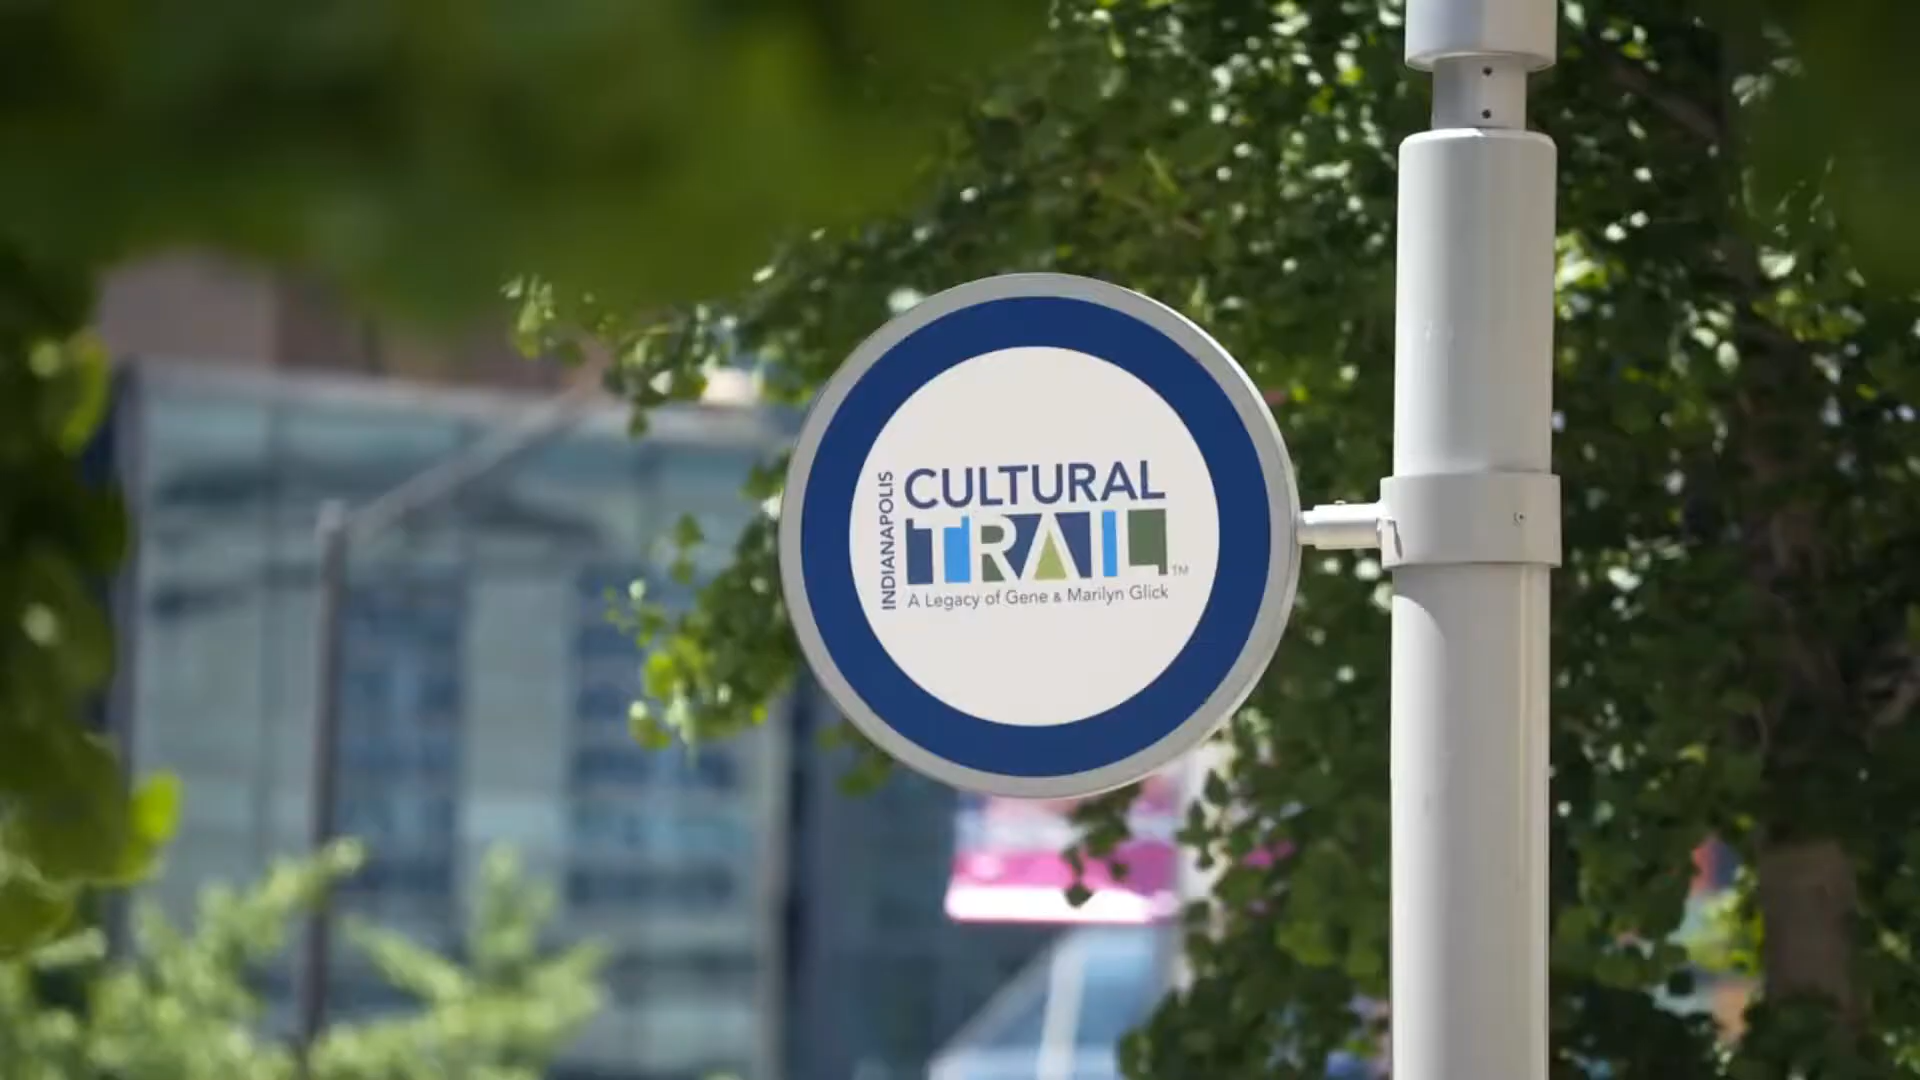 INDIANAPOLIS
CULTURAL
TRAIL™
A Legacy of Gene & Marilyn Glick